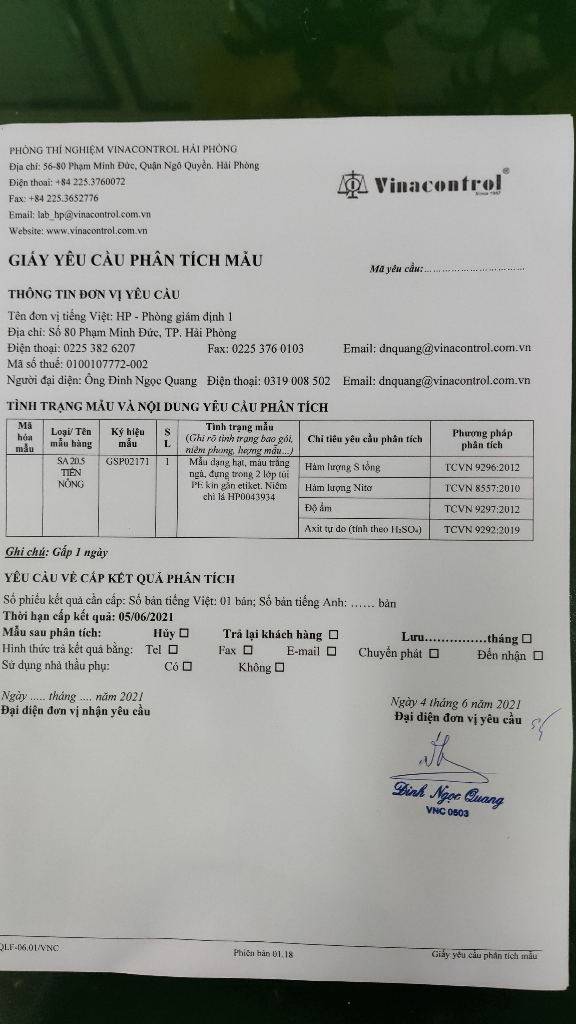 PHÒNG THÍ NGHIỆM VINACONTROL HẢI PHÒNG
Địa chỉ: 56-80 Phạm Minh Đức, Quận Ngô Quyền. Hải Phòng
Điện thoại: +84 225.3760072
Fax: +84 225.3652776
Email: lab_hp@vinacontrol.com.vn
Website: www.vinacontrol.com.vn
Vinacontrol®
Since 1957
GIẤY YÊU CẦU PHÂN TÍCH MẪU
Mã yêu cầu:..............................
THÔNG TIN ĐƠN VỊ YÊU CẦU
Tên đơn vị tiếng Việt: HP - Phòng giám định 1
Địa chỉ: Số 80 Phạm Minh Đức, TP. Hải Phòng
Điện thoại: 0225 382 6207 Fax: 0225 376 0103 Email: dnquang@vinacontrol.com.vn
Mã số thuế: 0100107772-002
Người đại diện: Ông Đinh Ngọc Quang Điện thoại: 0319 008 502 Email: dnquang@vinacontrol.com.vn
TÌNH TRẠNG MẪU VÀ NỘI DUNG YÊU CẦU PHÂN TÍCH
Mã hóa mẫu
Loại/ Tên mẫu hàng
Ký hiệu mẫu
S L
Tình trạng mẫu
(Ghi rõ tình trạng bao gói, niêm phong, lượng mẫu...)
Chỉ tiêu yêu cầu phân tích
Phương pháp phân tích
SA 20.5 TIẾN NÔNG
GSP02171
1
Mẫu dạng hạt, màu trắng ngà, đựng trong 2 lớp túi PE kín gắn etiket. Niêm chì lá HP0043934
Hàm lượng S tổng TCVN 9296:2012
Hàm lượng Nitơ TCVN 8557:2010
Độ ẩm TCVN 9297:2012
Axit tự do (tính theo H₂SO₄) TCVN 9292:2019
Ghi chú: Gấp 1 ngày
YÊU CẦU VỀ CẤP KẾT QUẢ PHÂN TÍCH
Số phiếu kết quả cần cấp: Số bản tiếng Việt: 01 bản; Số bản tiếng Anh: ...... bản
Thời hạn cấp kết quả: 05/06/2021
Mẫu sau phân tích: Hủy ☐ Trả lại khách hàng ☐ Lưu...............tháng ☐
Hình thức trả kết quả bằng: Tel ☐ Fax ☐ E-mail ☐ Chuyển phát ☐ Đến nhận ☐
Sử dụng nhà thầu phụ: Có ☐ Không ☐
Ngày ..... tháng .... năm 2021
Đại diện đơn vị nhận yêu cầu
Ngày 4 tháng 6 năm 2021
Đại diện đơn vị yêu cầu
Đinh Ngọc Quang
VNC 0503
QLF-06.01/VNC
Phiên bản 01.18
Giấy yêu cầu phân tích mẫu